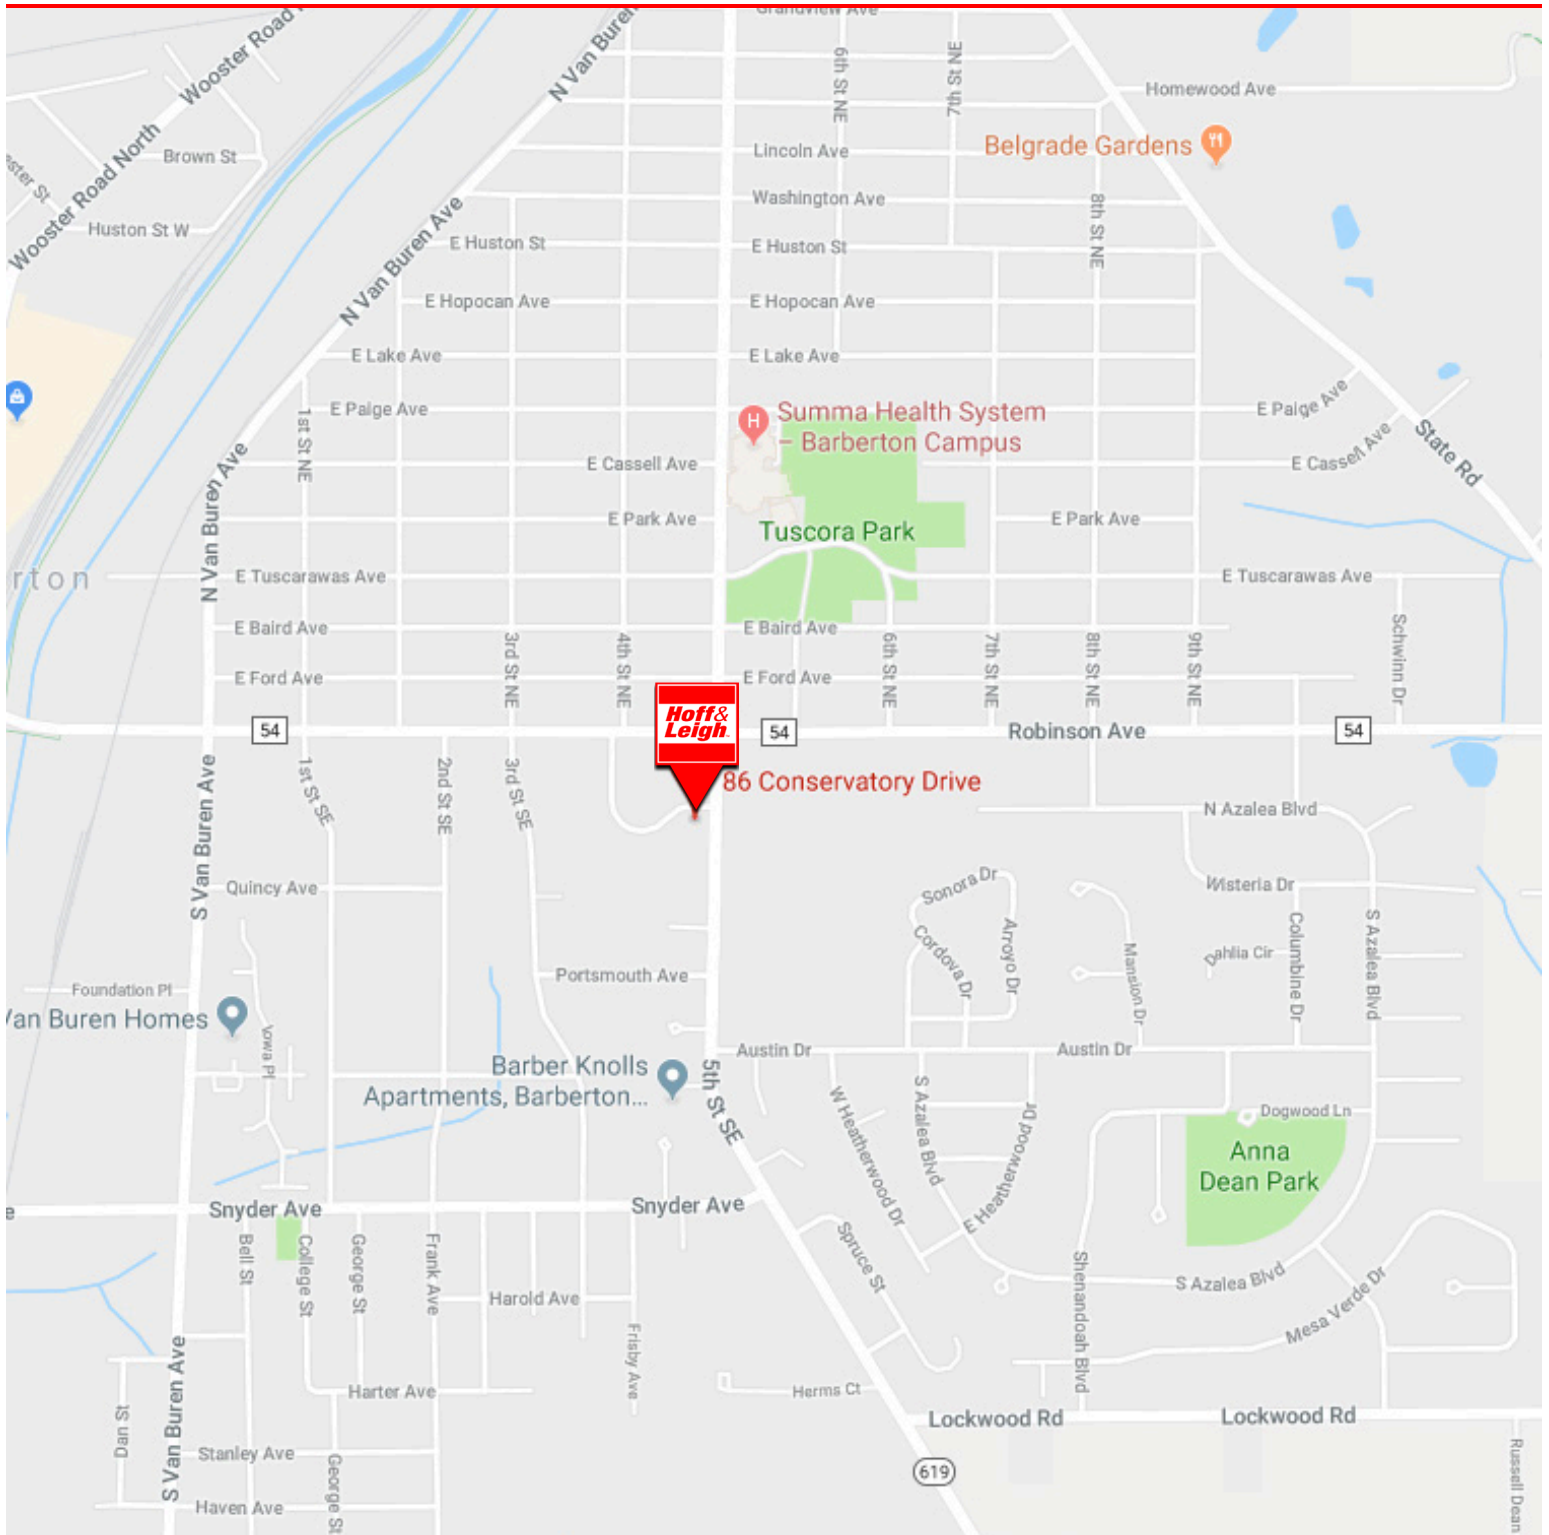 Grandview Ave
Wooster Road N
N Van Buren
6th St NE
7th St NE
Homewood Ave
Wooster Road North
Brown St
Lincoln Ave
Belgrade Gardens
ester St
Washington Ave
8th St NE
Huston St W
N Van Buren Ave
E Huston St
E Huston St
E Hopocan Ave
E Hopocan Ave
E Lake Ave
E Lake Ave
E Paige Ave
1st St NE
H
Summa Health System
– Barberton Campus
E Paige Ave
E Cassell Ave
E Cassell Ave
State Rd
N Van Buren Ave
E Park Ave
Tuscora Park
E Park Ave
rton
E Tuscarawas Ave
E Tuscarawas Ave
E Baird Ave
E Baird Ave
3rd St NE
4th St NE
6th St NE
7th St NE
8th St NE
9th St NE
Schwinn Dr
E Ford Ave
E Ford Ave
54
Hoff&
Leigh
54
Robinson Ave
54
86 Conservatory Drive
1st St SE
2nd St SE
3rd St SE
S Van Buren Ave
N Azalea Blvd
Quincy Ave
Sonora Dr
Wisteria Dr
Cordova Dr
Arroyo Dr
Mansion Dr
Dahlia Cir
Columbine Dr
S Azalea Blvd
Portsmouth Ave
Foundation Pl
Van Buren Homes
Iowa Pl
Austin Dr
Austin Dr
Barber Knolls
Apartments, Barberton...
5th St SE
W Heatherwood Dr
S Azalea Blvd
E Heatherwood Dr
Dogwood Ln
Anna
Dean Park
e
Snyder Ave
Snyder Ave
Bell St
College St
George St
Frank Ave
Spruce St
Shenandoah Blvd
S Azalea Blvd
Mesa Verde Dr
Harold Ave
Frisby Ave
S Van Buren Ave
Harter Ave
Herms Ct
Dan St
Lockwood Rd
Lockwood Rd
Stanley Ave
George St
619
Russell Dean
Haven Ave